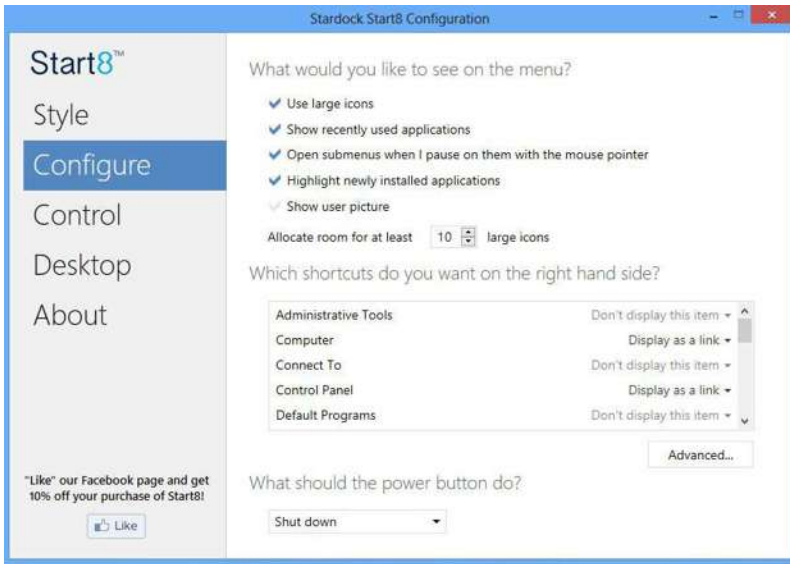 Stardock Start8 Configuration
Start8™
Style
Configure
Control
Desktop
About
"Like" our Facebook page and get
10% off your purchase of Start8!
Like
What would you like to see on the menu?
Use large icons
Show recently used applications
Open submenus when I pause on them with the mouse pointer
Highlight newly installed applications
Show user picture
Allocate room for at least 10 large icons
Which shortcuts do you want on the right hand side?
Administrative Tools Don't display this item
Computer Display as a link
Connect To Don't display this item
Control Panel Display as a link
Default Programs Don't display this item
Advanced...
What should the power button do?
Shut down